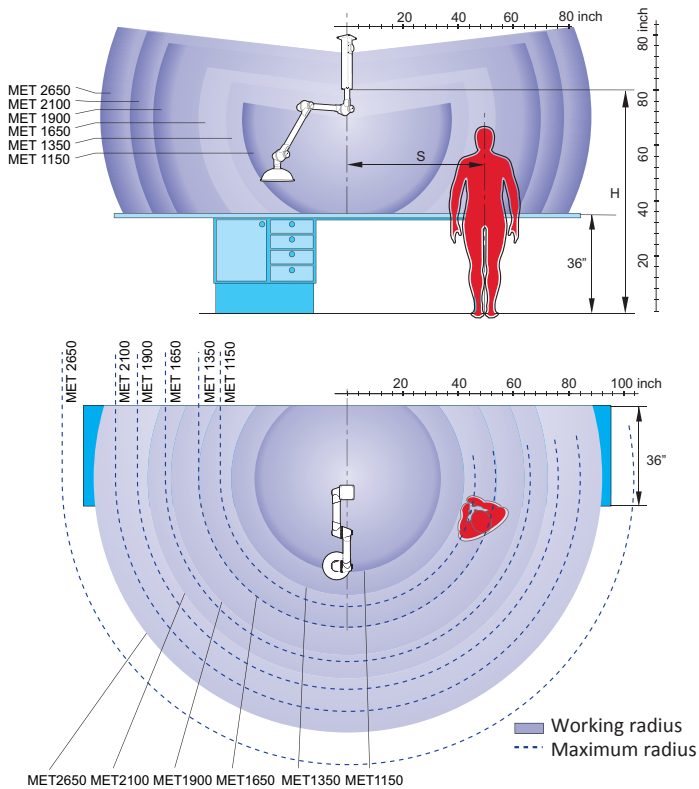 20 40 60 80 inch
80 inch
80
60
40
20
MET 2650
MET 2100
MET 1900
MET 1650
MET 1350
MET 1150
S
H
36"
MET 2650
MET 2100
MET 1900
MET 1650
MET 1350
MET 1150
20 40 60 80 100 inch
36"
Working radius
Maximum radius
MET2650 MET2100 MET1900 MET1650 MET1350 MET1150